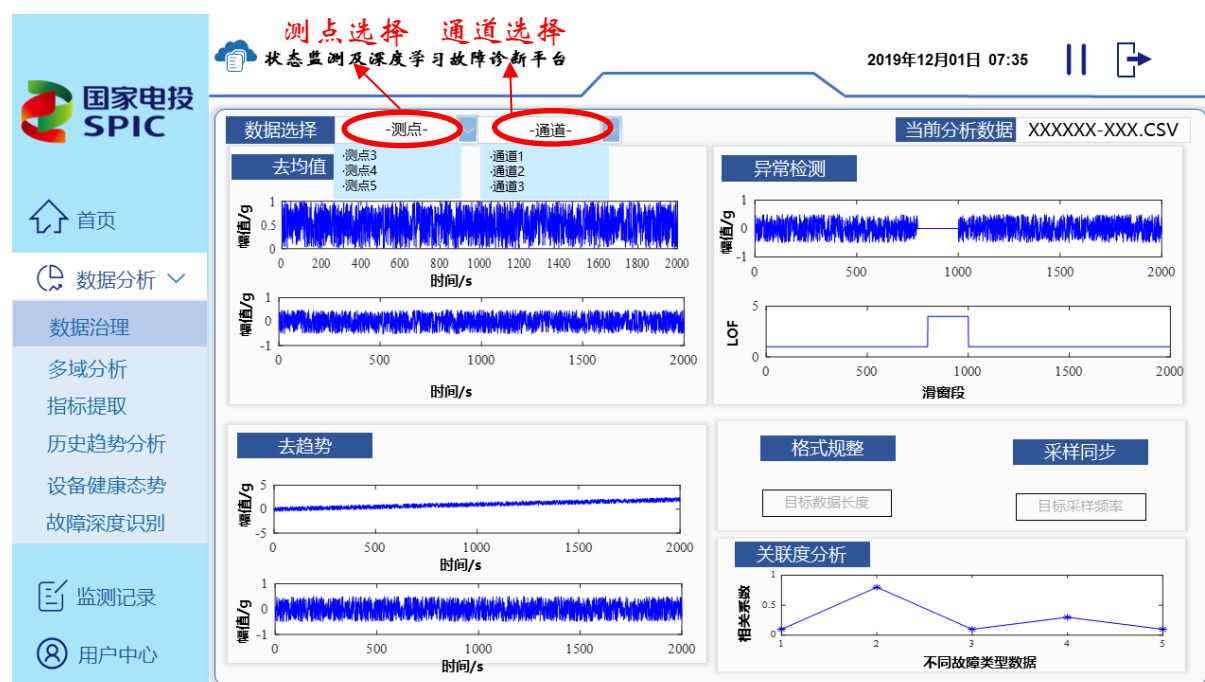 测点选择 通道选择
状态监测及深度学习故障诊断平台
2019年12月01日 07:35
国家电投
SPIC
首页
数据分析
数据治理
多域分析
指标提取
历史趋势分析
设备健康态势
故障深度识别
监测记录
用户中心
数据选择 -测点- -通道-
当前分析数据 XXXXXX-XXX.CSV
·测点3
·测点4
·测点5
·通道1
·通道2
·通道3
去均值
幅值/g
1
0.5
0
0 200 400 600 800 1000 1200 1400 1600 1800 2000
时间/s
幅值/g
1
0
-1
0 500 1000 1500 2000
时间/s
异常检测
幅值/g
1
0
-1
0 500 1000 1500 2000
LOF
5
0
0 500 1000 1500 2000
滑窗段
去趋势
幅值/g
5
0
-5
0 500 1000 1500 2000
时间/s
幅值/g
1
0
-1
0 500 1000 1500 2000
时间/s
格式规整 采样同步
目标数据长度 目标采样频率
关联度分析
相关系数
1
0.5
0
1 2 3 4 5
不同故障类型数据